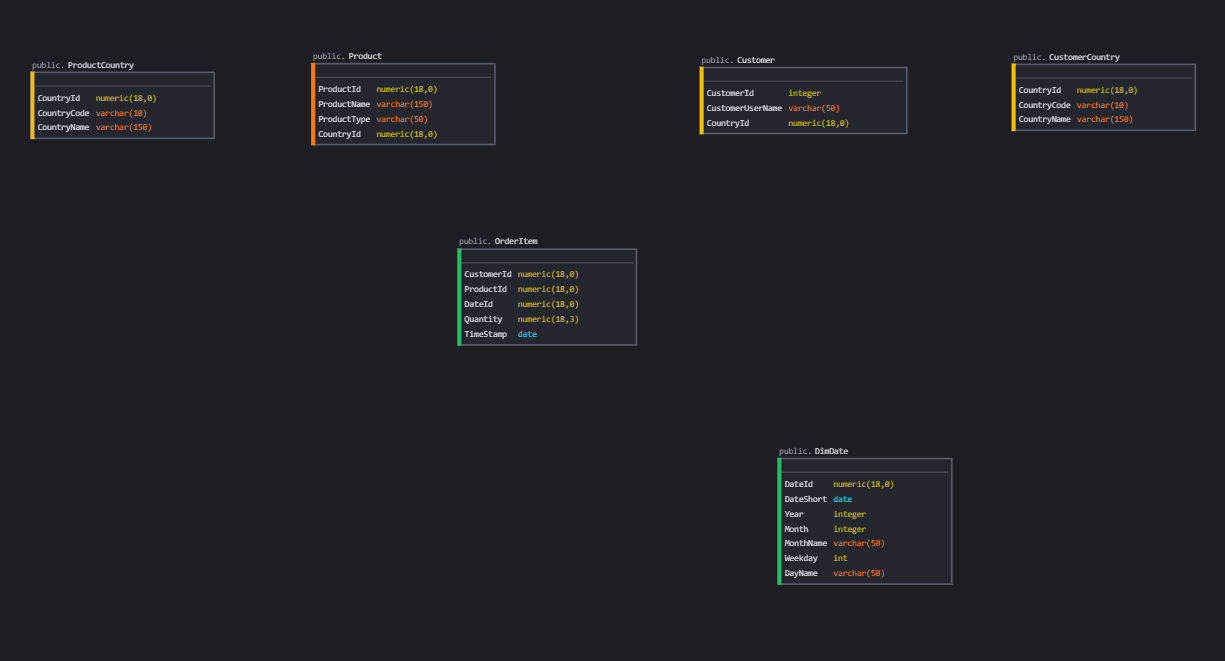 public. ProductCountry
CountryId numeric(18,0)
CountryCode varchar(10)
CountryName varchar(150)
public. Product
ProductId numeric(18,0)
ProductName varchar(150)
ProductType varchar(50)
CountryId numeric(18,0)
public. Customer
CustomerId integer
CustomerUserName varchar(50)
CountryId numeric(18,0)
public. CustomerCountry
CountryId numeric(18,0)
CountryCode varchar(10)
CountryName varchar(150)
public. OrderItem
CustomerId numeric(18,0)
ProductId numeric(18,0)
DateId numeric(18,0)
Quantity numeric(18,3)
TimeStamp date
public. DimDate
DateId numeric(18,0)
DateShort date
Year integer
Month integer
MonthName varchar(50)
Weekday int
DayName varchar(50)